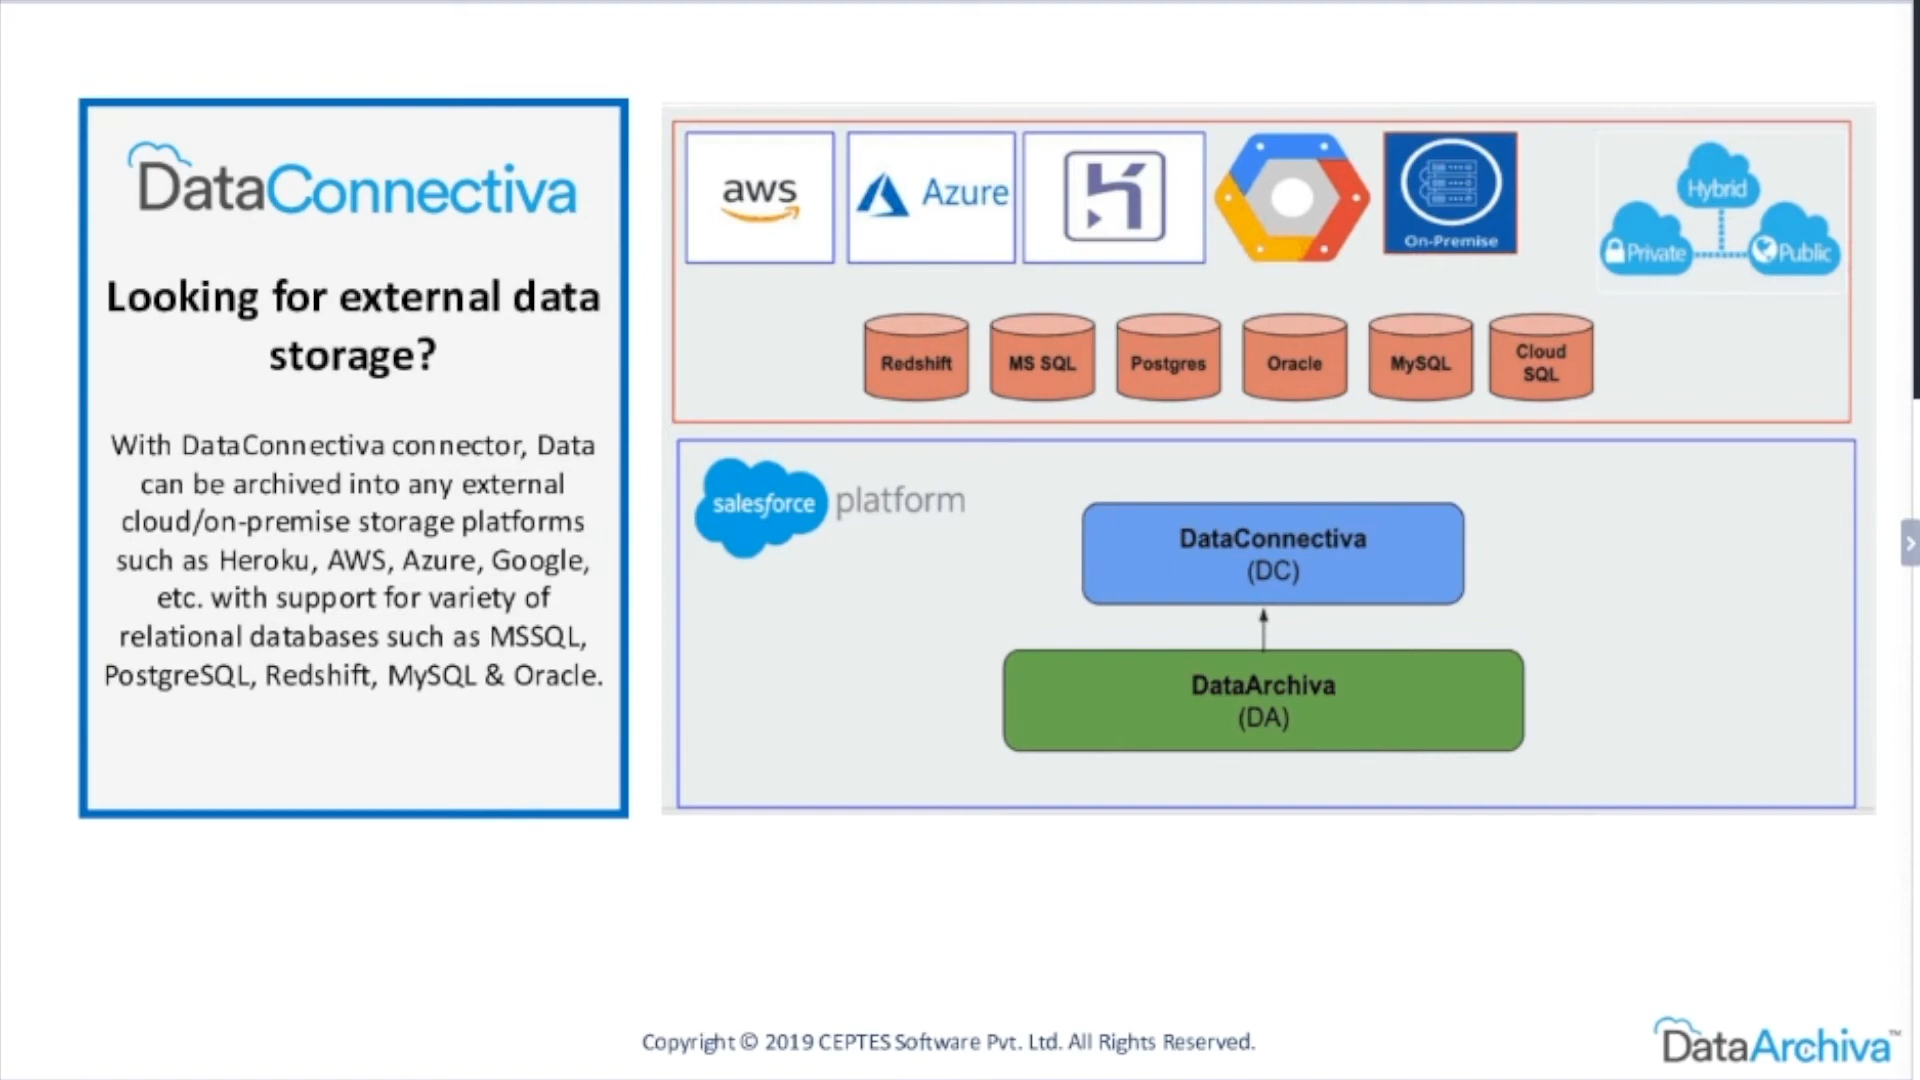 DataConnectiva
Looking for external data
storage?
With DataConnectiva connector, Data
can be archived into any external
cloud/on-premise storage platforms
such as Heroku, AWS, Azure, Google,
etc. with support for variety of
relational databases such as MSSQL,
PostgreSQL, Redshift, MySQL & Oracle.
aws
Azure
On-Premise
Hybrid
Private
Public
Redshift
MS SQL
Postgres
Oracle
MySQL
Cloud
SQL
salesforce platform
DataConnectiva
(DC)
DataArchiva
(DA)
Copyright © 2019 CEPTES Software Pvt. Ltd. All Rights Reserved.
DataArchiva™